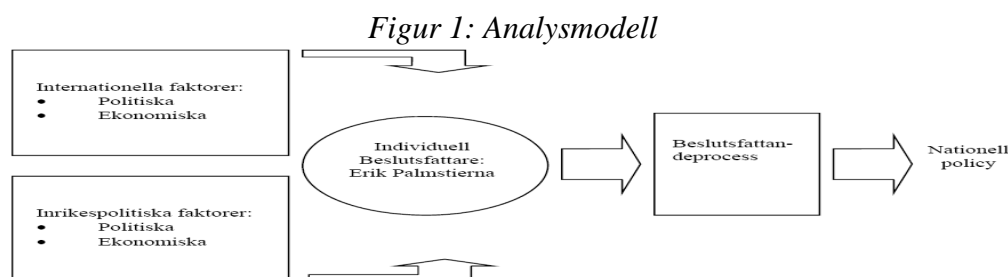 Figur 1: Analysmodell
Internationella faktorer:
• Politiska
• Ekonomiska
Inrikespolitiska faktorer:
• Politiska
• Ekonomiska
Individuell
Beslutsfattare:
Erik Palmstierna
Beslutsfattan-
deprocess
Nationell
policy